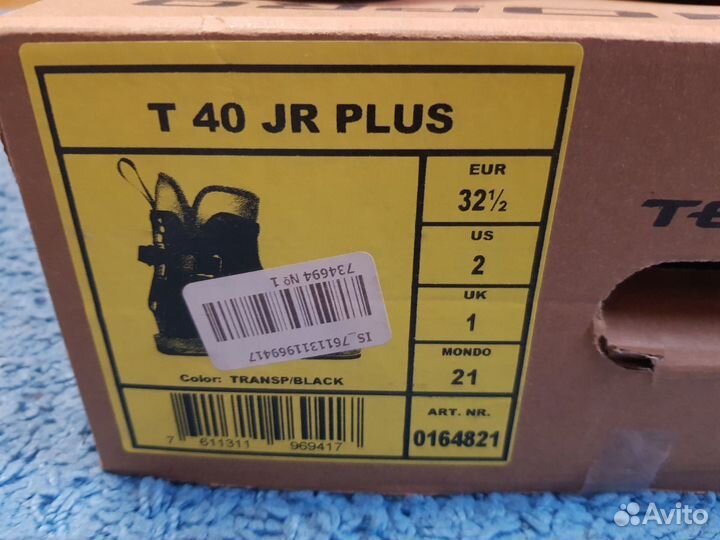 T 40 JR PLUS
EUR
32½
US
2
UK
1
MONDO
21
ART. NR.
0164821
734694 № 1
IS_7611311969417
Color: TRANSP/BLACK
7 611311 969417
Avito